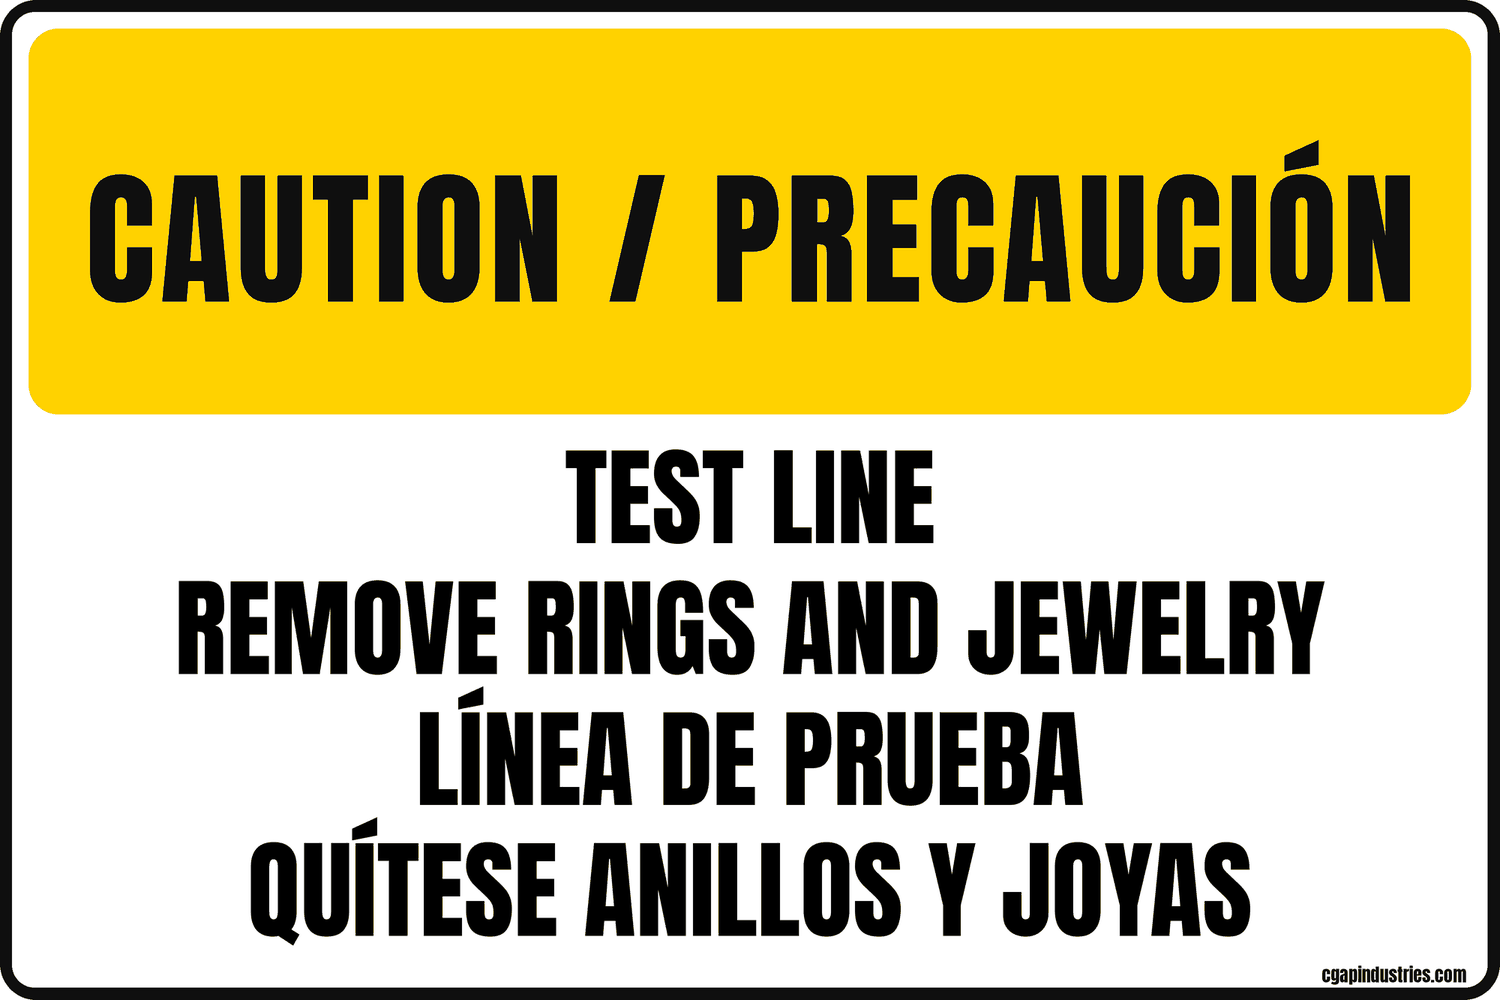 CAUTION / PRECAUCIÓN
TEST LINE
REMOVE RINGS AND JEWELRY
LÍNEA DE PRUEBA
QUÍTESE ANILLOS Y JOYAS
cgapindustries.com